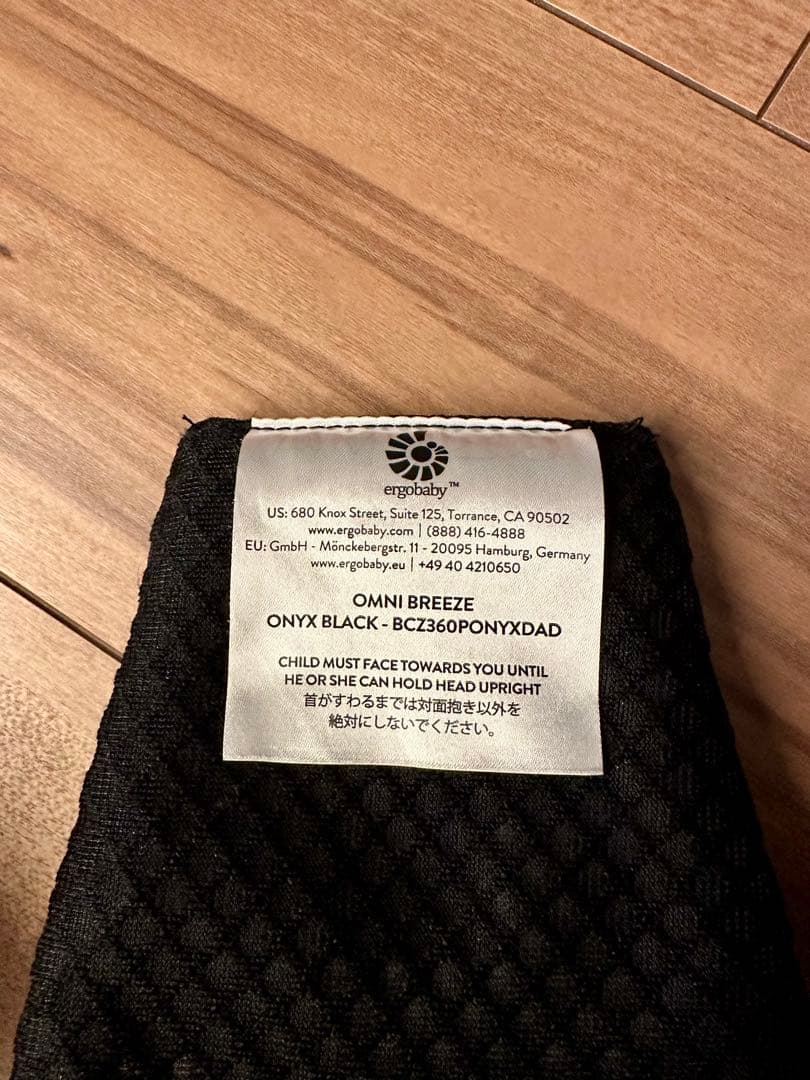 ergobaby™
US: 680 Knox Street, Suite 125, Torrance, CA 90502
www.ergobaby.com | (888) 416-4888
EU: GmbH - Mönckebergstr. 11 - 20095 Hamburg, Germany
www.ergobaby.eu | +49 40 4210650
OMNI BREEZE
ONYX BLACK - BCZ360PONYXDAD
CHILD MUST FACE TOWARDS YOU UNTIL
HE OR SHE CAN HOLD HEAD UPRIGHT
首がすわるまでは対面抱き以外を
絶対にしないでください。